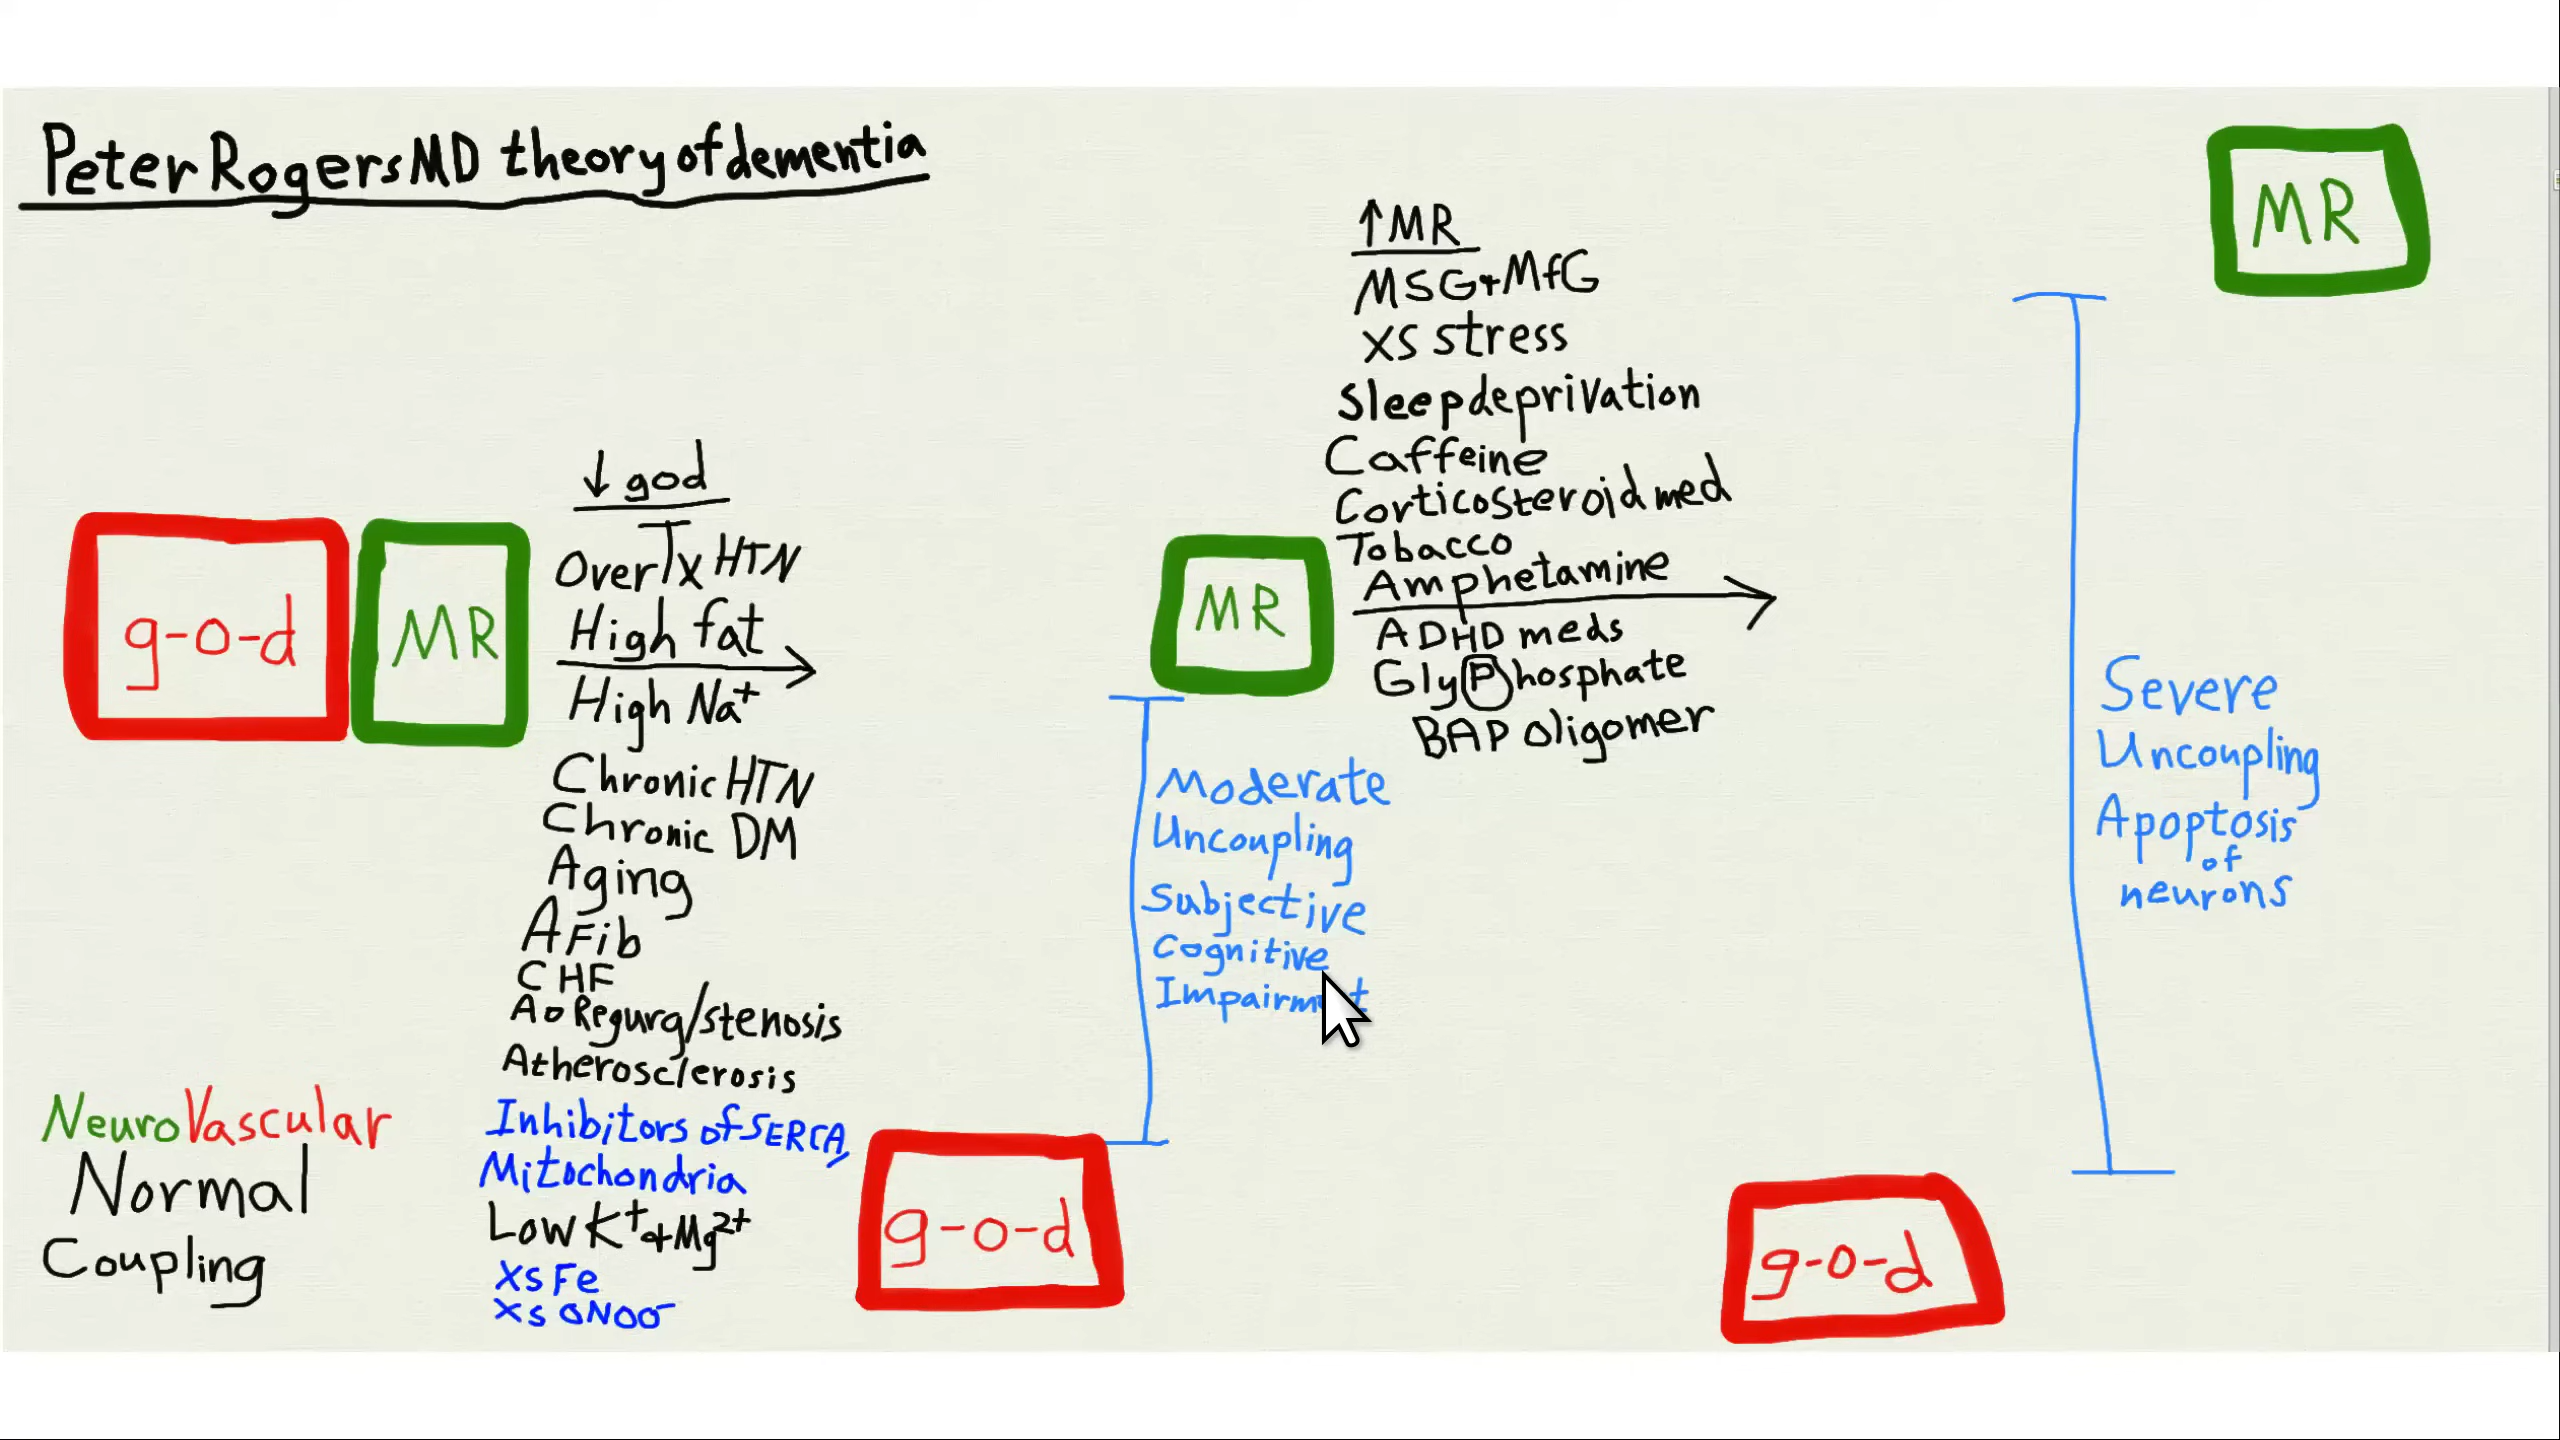 Peter Rogers MD theory of dementia
g-o-d
MR
↓ god
Over Tx HTN
High fat
High Na+
Chronic HTN
Chronic DM
Aging
AFib
CHF
Ao Regurg/stenosis
Atherosclerosis
Inhibitors of SERCA,
Mitochondria
Low K+ + Mg2+
XS Fe
XS ONOO-
NeuroVascular
Normal
Coupling
MR
g-o-d
Moderate
Uncoupling
Subjective
Cognitive
↑MR
MSG + MfG
XS stress
Sleep deprivation
Caffeine
Corticosteroid med
Tobacco
Amphetamine
ADHD meds
GlyPhosphate
BAP oligomer
MR
g-o-d
Severe
Uncoupling
Apoptosis
of
neurons